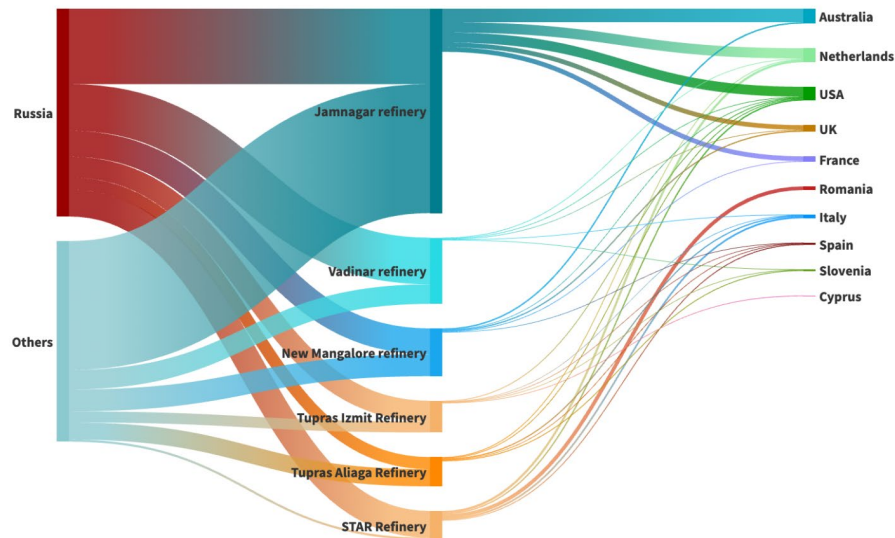 Russia
Others
Jamnagar refinery
Vadinar refinery
New Mangalore refinery
Tupras Izmit Refinery
Tupras Aliaga Refinery
STAR Refinery
Australia
Netherlands
USA
UK
France
Romania
Italy
Spain
Slovenia
Cyprus